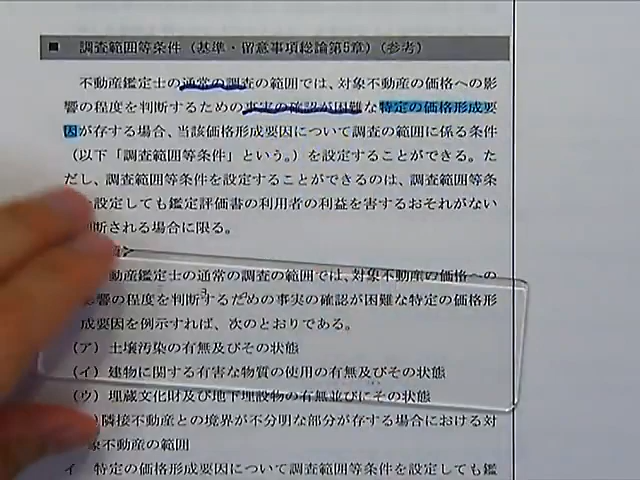 ■ 調査範囲等条件（基準・留意事項総論第5章）（参考）
不動産鑑定士の通常の調査の範囲では、対象不動産の価格への影
響の程度を判断するための事実の確認が困難な特定の価格形成要
因が存する場合、当該価格形成要因について調査の範囲に係る条件
（以下「調査範囲等条件」という。）を設定することができる。た
だし、調査範囲等条件を設定することができるのは、調査範囲等条
設定しても鑑定評価書の利用者の利益を害するおそれがない
断される場合に限る。
動産鑑定士の通常の調査の範囲では、対象不動産の価格への
影響の程度を判断するための事実の確認が困難な特定の価格形
成要因を例示すれば、次のとおりである。
（ア）土壌汚染の有無及びその状態
（イ）建物に関する有害な物質の使用の有無及びその状態
（ウ）埋蔵文化財及び地下埋設物の有無並びにその状態
）隣接不動産との境界が不分明な部分が存する場合における対
象不動産の範囲
イ 特定の価格形成要因について調査範囲等条件を設定しても鑑